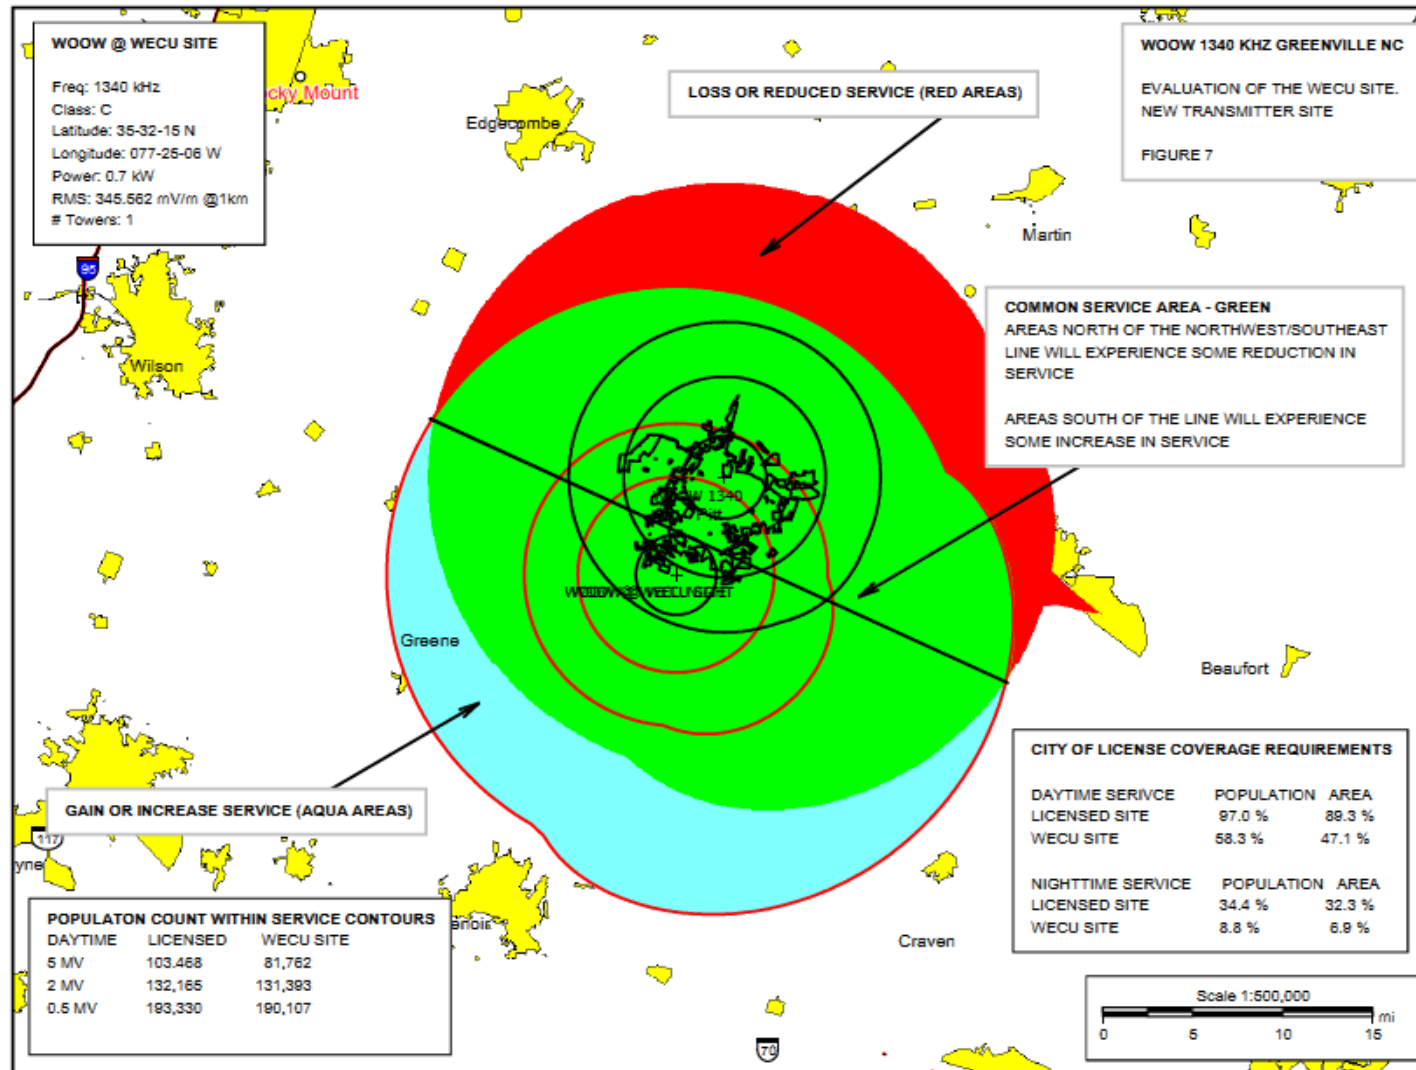 WOOW @ WECU SITE
Freq: 1340 kHz
Class: C
Latitude: 35-32-15 N
Longitude: 077-25-06 W
Power: 0.7 kW
RMS: 345.562 mV/m @1km
# Towers: 1
cky Mount
Edgecombe
LOSS OR REDUCED SERVICE (RED AREAS)
WOOW 1340 KHZ GREENVILLE NC
EVALUATION OF THE WECU SITE.
NEW TRANSMITTER SITE
FIGURE 7
Martin
95
Wilson
COMMON SERVICE AREA - GREEN
AREAS NORTH OF THE NORTHWEST/SOUTHEAST
LINE WILL EXPERIENCE SOME REDUCTION IN
SERVICE
AREAS SOUTH OF THE LINE WILL EXPERIENCE
SOME INCREASE IN SERVICE
WOOW 1340
Pitt
Greene
Beaufort
GAIN OR INCREASE SERVICE (AQUA AREAS)
117
yne
enoir
Craven
CITY OF LICENSE COVERAGE REQUIREMENTS
DAYTIME SERIVCE POPULATION AREA
LICENSED SITE 97.0 % 89.3 %
WECU SITE 58.3 % 47.1 %
NIGHTTIME SERVICE POPULATION AREA
LICENSED SITE 34.4 % 32.3 %
WECU SITE 8.8 % 6.9 %
POPULATON COUNT WITHIN SERVICE CONTOURS
DAYTIME LICENSED WECU SITE
5 MV 103.468 81,762
2 MV 132,165 131,393
0.5 MV 193,330 190,107
70
Scale 1:500,000
mi
0 5 10 15